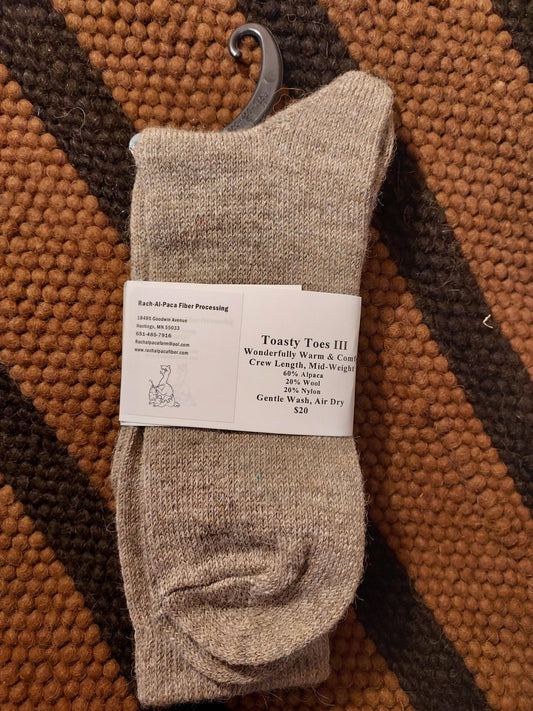 Rach-Al-Paca Fiber Processing
18495 Goodwin Avenue
Hastings, MN 55033
651-485-7916
Rachalpacafarm@aol.com
www.rachalpacafiber.com
Toasty Toes III
Wonderfully Warm & Comf
Crew Length, Mid-Weight
60% Alpaca
20% Wool
20% Nylon
Gentle Wash, Air Dry
$20